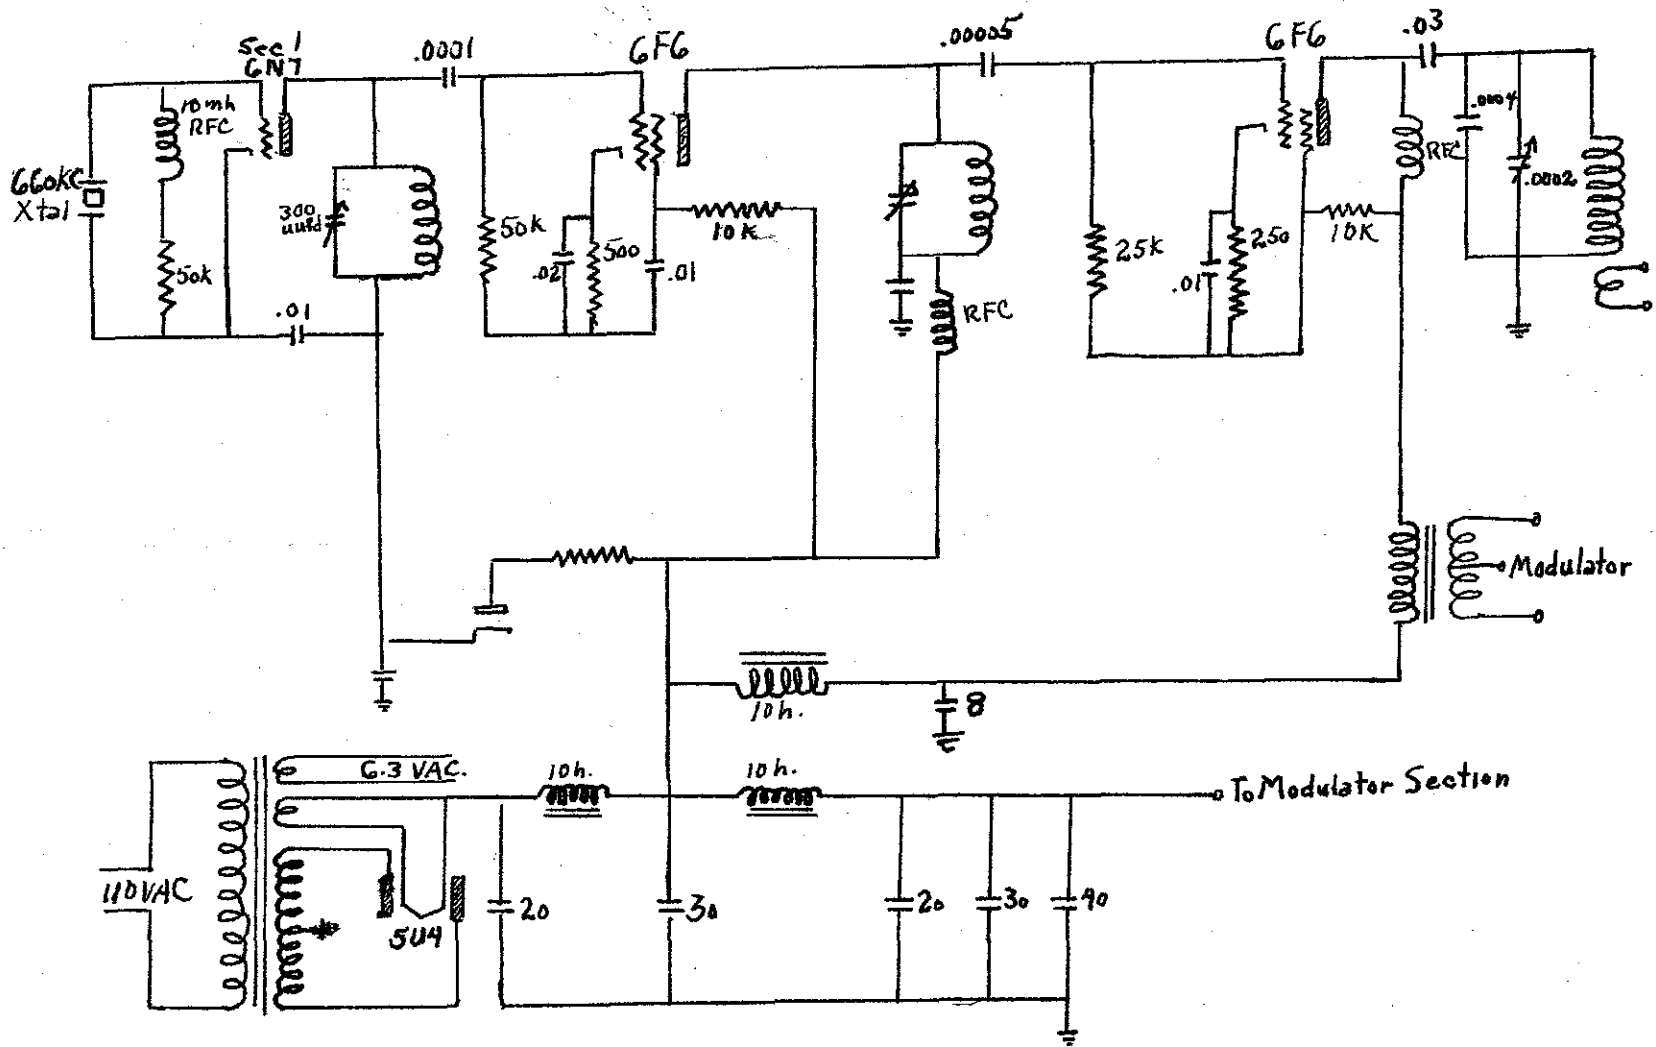 Sec 1
6N7
.0001
6F6
.00005
6F6
.03
10mh
RFC
.0004
RFC
.0002
660KC
Xtal
300
uufd
50K
10K
500
.02
.01
25K
250
10K
.01
50K
.01
RFC
Modulator
10h.
8
6.3 VAC.
10h.
10h.
To Modulator Section
110VAC
5U4
20
30
20
30
40